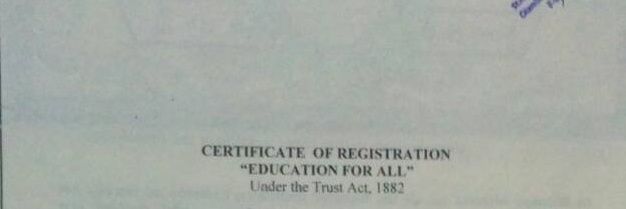 CERTIFICATE OF REGISTRATION
"EDUCATION FOR ALL"
Under the Trust Act, 1882